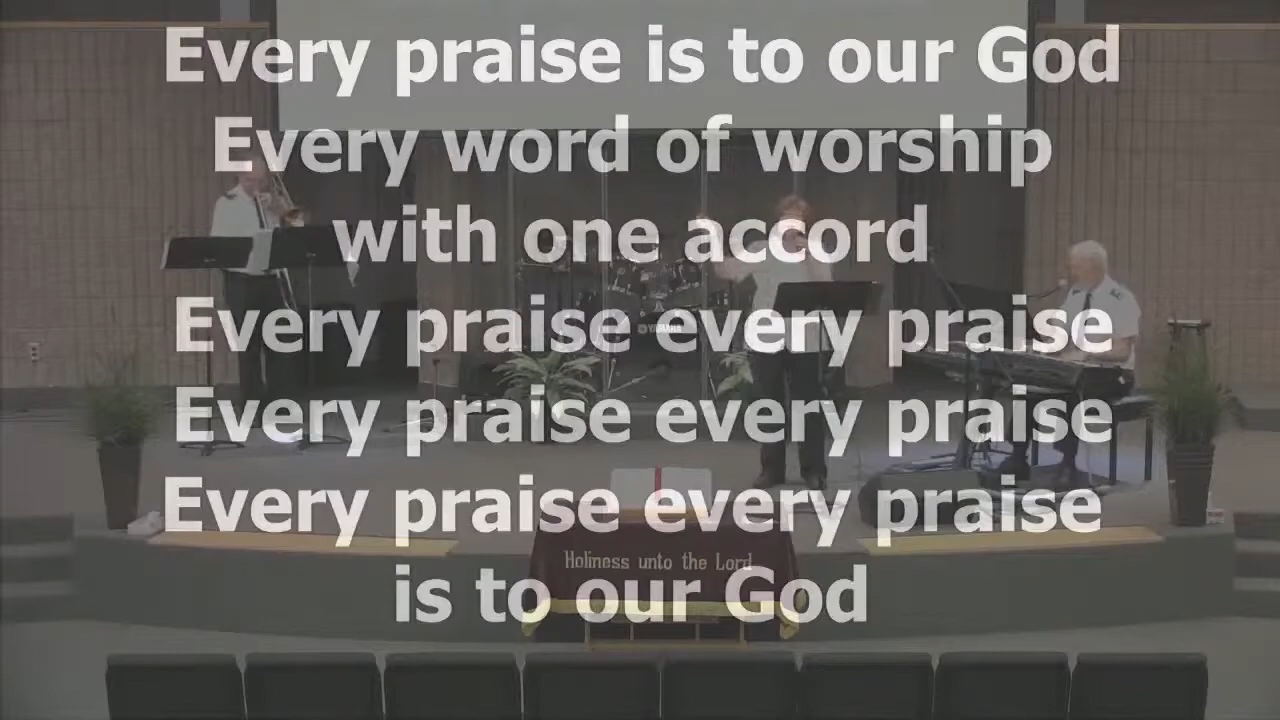 Every praise is to our God
Every word of worship
with one accord
Every praise every praise
Every praise every praise
Every praise every praise
is to our God
YAMAHA
Holiness unto the Lord